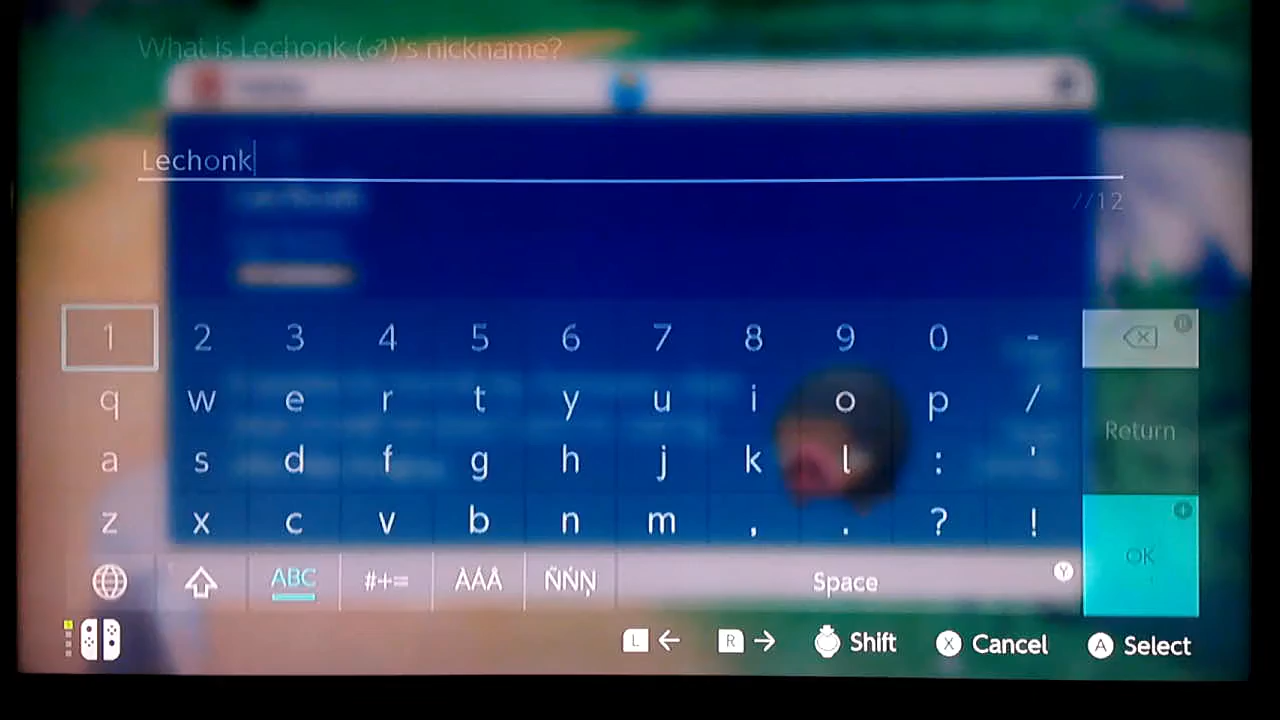 What is Lechonk (♂)'s nickname?
Lechonk
/12
1 2 3 4 5 6 7 8 9 0 -
q w e r t y u i o p /
Return
a s d f g h j k l : '
z x c v b n m , . ? !
OK
ABC #+= ÀÁÂ ÑŃŅ Space Y
L ← R → Shift X Cancel A Select